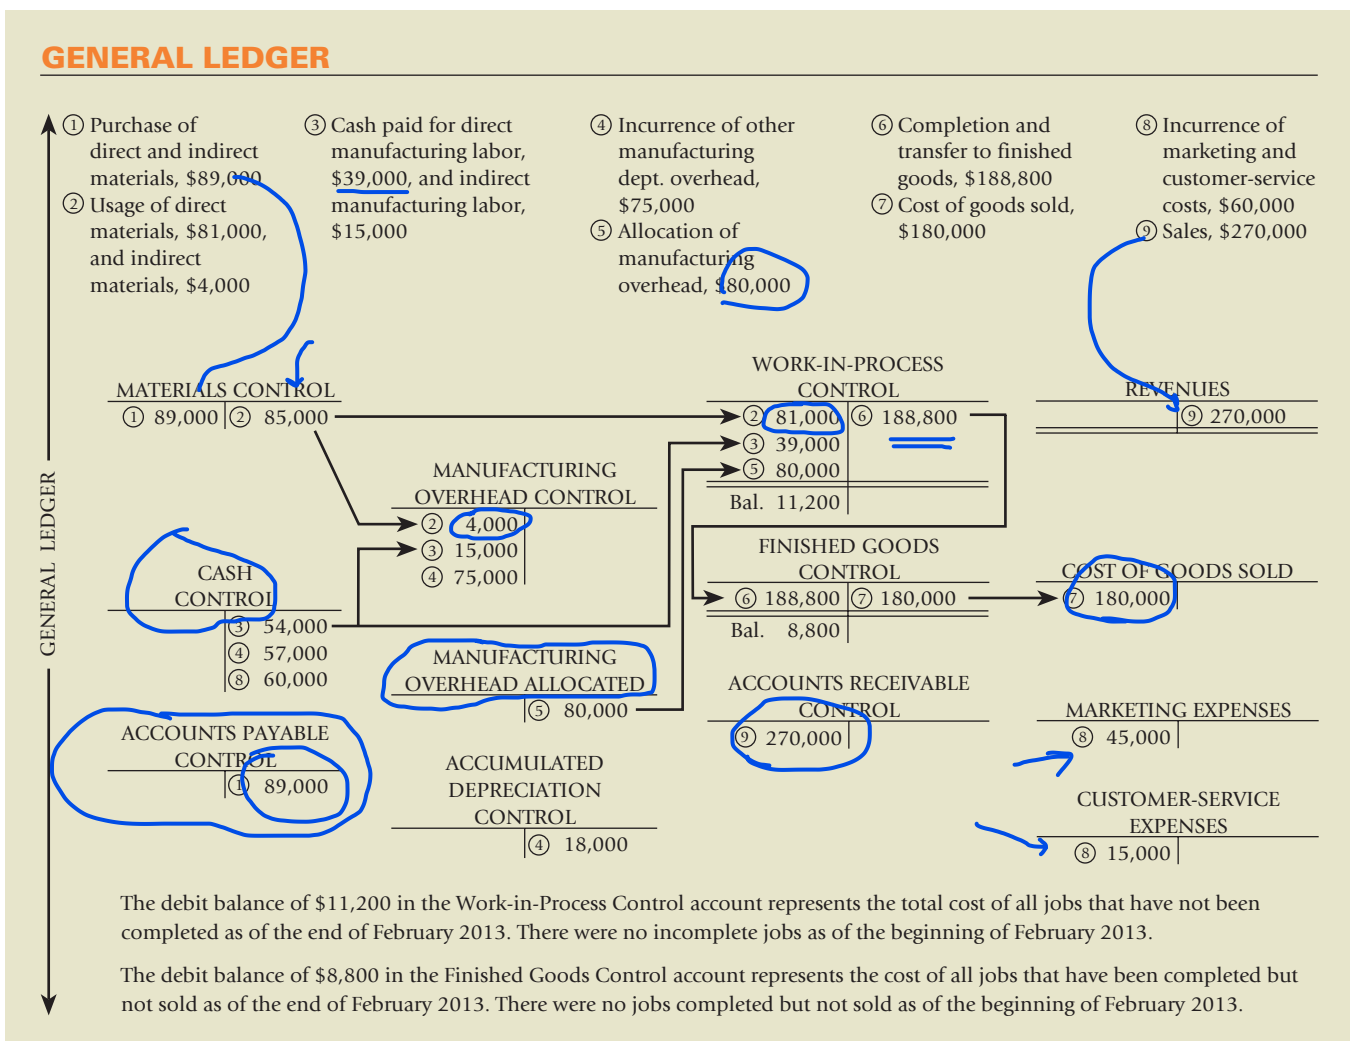 GENERAL LEDGER
① Purchase of
direct and indirect
materials, $89,000
② Usage of direct
materials, $81,000,
and indirect
materials, $4,000
③ Cash paid for direct
manufacturing labor,
$39,000, and indirect
manufacturing labor,
$15,000
④ Incurrence of other
manufacturing
dept. overhead,
$75,000
⑤ Allocation of
manufacturing
overhead, $80,000
⑥ Completion and
transfer to finished
goods, $188,800
⑦ Cost of goods sold,
$180,000
⑧ Incurrence of
marketing and
customer-service
costs, $60,000
⑨ Sales, $270,000
GENERAL LEDGER
MATERIALS CONTROL
① 89,000 ② 85,000
CASH
CONTROL
③ 54,000
④ 57,000
⑧ 60,000
ACCOUNTS PAYABLE
CONTROL
① 89,000
MANUFACTURING
OVERHEAD CONTROL
② 4,000
③ 15,000
④ 75,000
MANUFACTURING
OVERHEAD ALLOCATED
⑤ 80,000
ACCUMULATED
DEPRECIATION
CONTROL
④ 18,000
WORK-IN-PROCESS
CONTROL
② 81,000 ⑥ 188,800
③ 39,000
⑤ 80,000
Bal. 11,200
FINISHED GOODS
CONTROL
⑥ 188,800 ⑦ 180,000
Bal. 8,800
ACCOUNTS RECEIVABLE
CONTROL
⑨ 270,000
REVENUES
⑨ 270,000
COST OF GOODS SOLD
⑦ 180,000
MARKETING EXPENSES
⑧ 45,000
CUSTOMER-SERVICE
EXPENSES
⑧ 15,000
The debit balance of $11,200 in the Work-in-Process Control account represents the total cost of all jobs that have not been
completed as of the end of February 2013. There were no incomplete jobs as of the beginning of February 2013.
The debit balance of $8,800 in the Finished Goods Control account represents the cost of all jobs that have been completed but
not sold as of the end of February 2013. There were no jobs completed but not sold as of the beginning of February 2013.